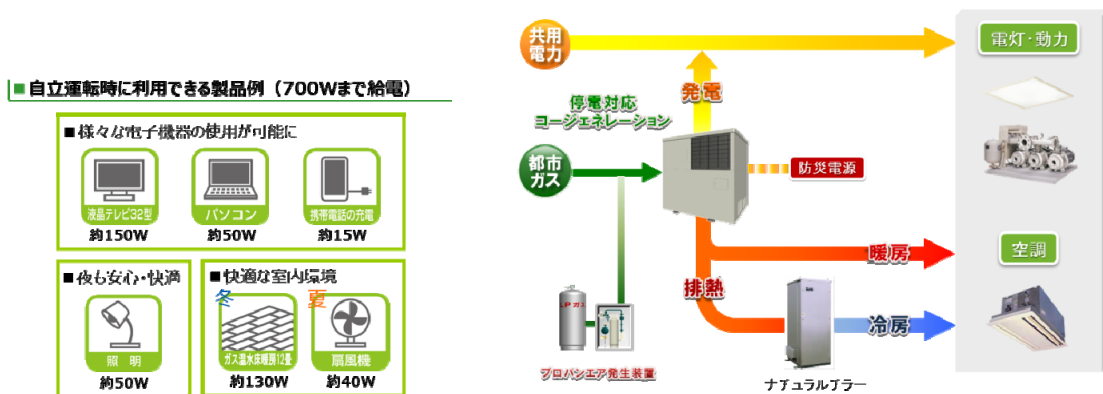 ■自立運転時に利用できる製品例（700Wまで給電）
■様々な電子機器の使用が可能に
液晶テレビ32型
約150W
パソコン
約50W
携帯電話の充電
約15W
■夜も安心・快適
照 明
約50W
■快適な室内環境
冬
ガス温水床暖房12畳
約130W
夏
扇風機
約40W
共用
電力
発電
停電対応
コージェネレーション
都市
ガス
防災電源
排熱
暖房
冷房
LPガス
プロパンエア発生装置
ナチュラルチラー
電灯・動力
空調